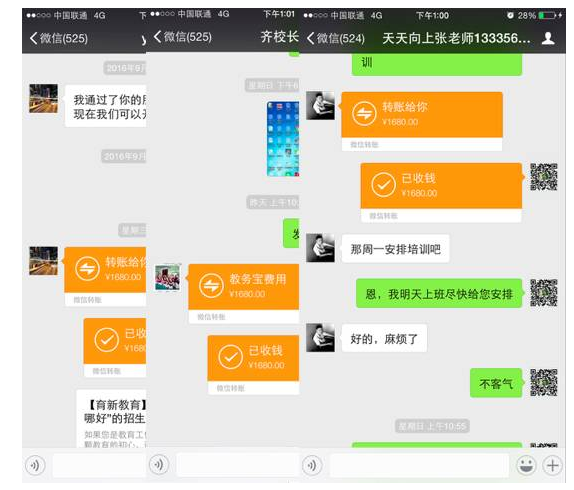 中国联通 4G
下
微信(525)
y
2016年9月
我通过了你的朋
现在我们可以开
2016年9月
星期三
转账给你
¥1680.00
微信转账
已收
¥1680
微信转账
【育新教育】
哪好"的招生
如果您是教育工作
颗教育的初心，
中国联通 4G
下午1:01
微信(525)
齐校长
星期日 下午6
昨天 上午10:
发
教务宝费用
¥1680.00
微信转账
已收钱
¥1680.00
微信转账
中国联通 4G
下午1:00
28%
微信(524)
天天向上张老师133356...
训
转账给你
¥1680.00
微信转账
已收钱
¥1680.00
微信转账
那周一安排培训吧
恩，我明天上班尽快给您安排
好的，麻烦了
不客气
星期日 上午10:55